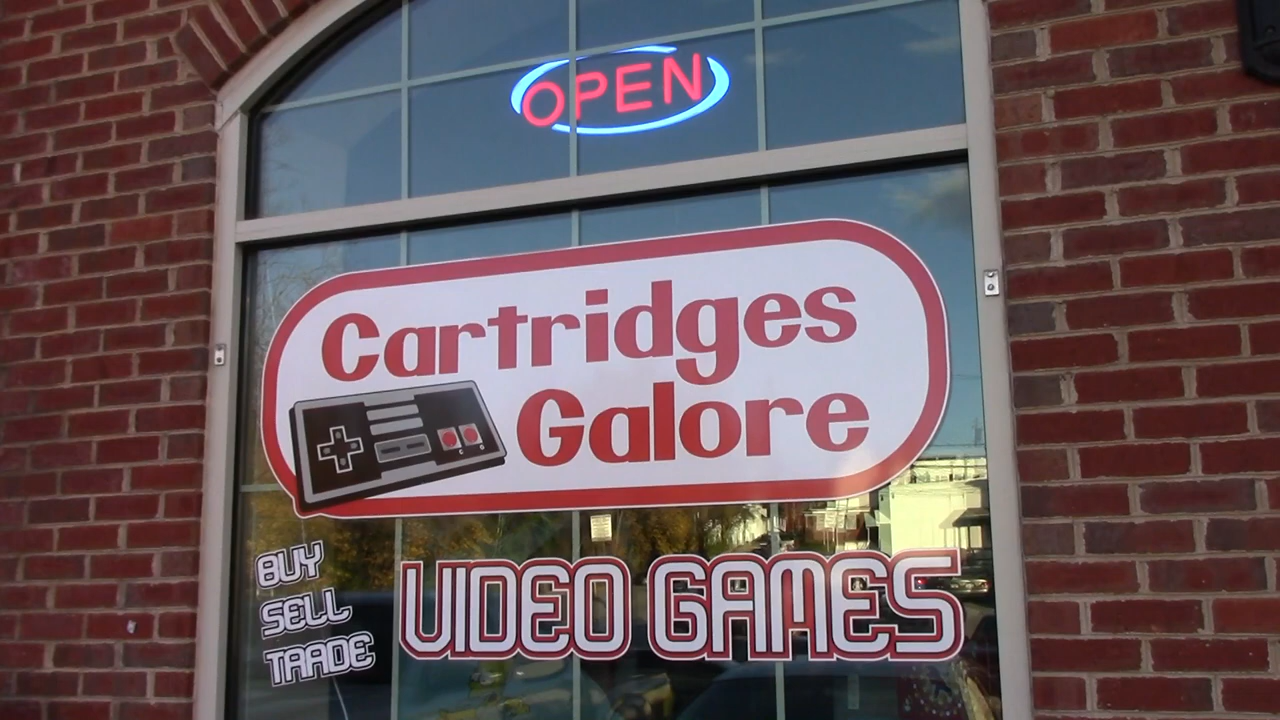 OPEN
Cartridges
Galore
BUY
SELL
TRADE
VIDEO GAMES